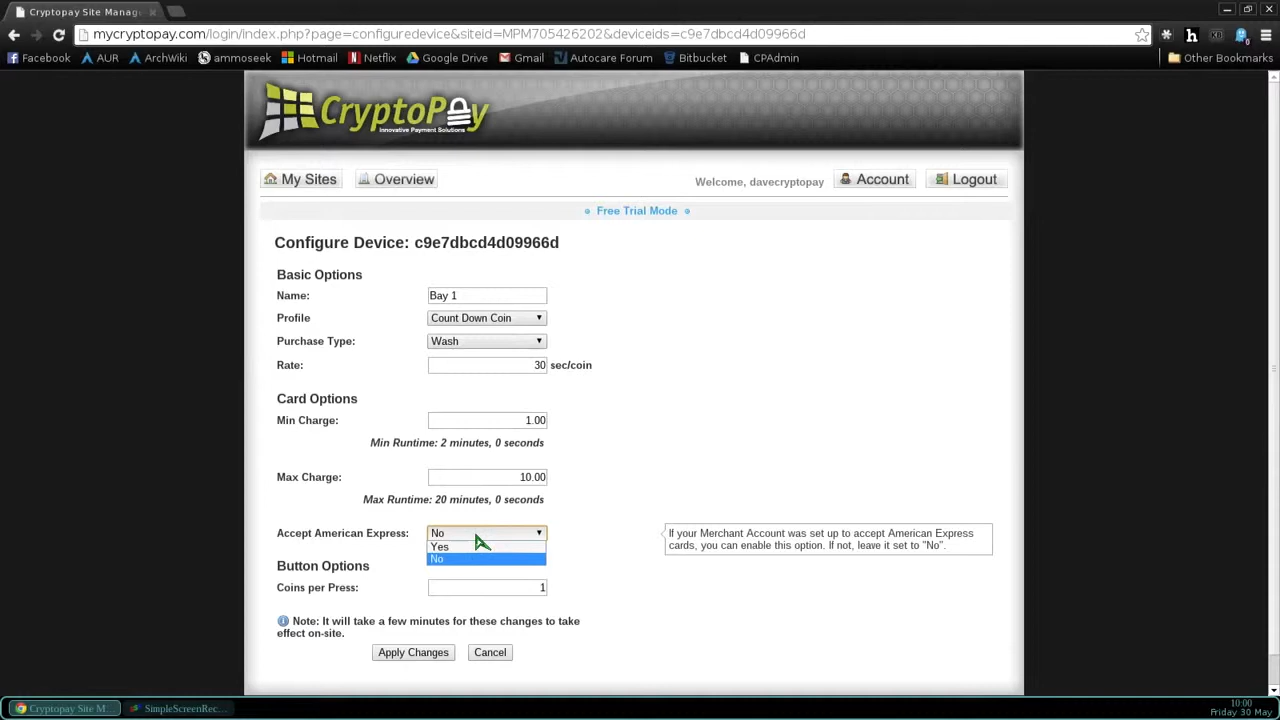 Cryptopay Site Manag
mycryptopay.com/login/index.php?page=configuredevice&siteid=MPM705426202&deviceids=c9e7dbcd4d09966d
Facebook AUR ArchWiki ammoseek Hotmail Netflix Google Drive Gmail Autocare Forum Bitbucket CPAdmin Other Bookmarks
CryptoPay
Innovative Payment Solutions
My Sites Overview Welcome, davecryptopay Account Logout
Free Trial Mode
Configure Device: c9e7dbcd4d09966d
Basic Options
Name: Bay 1
Profile Count Down Coin
Purchase Type: Wash
Rate: 30 sec/coin
Card Options
Min Charge: 1.00
Min Runtime: 2 minutes, 0 seconds
Max Charge: 10.00
Max Runtime: 20 minutes, 0 seconds
Accept American Express: No
Yes
No
If your Merchant Account was set up to accept American Express
cards, you can enable this option. If not, leave it set to "No".
Button Options
Coins per Press: 1
Note: It will take a few minutes for these changes to take
effect on-site.
Apply Changes Cancel
Cryptopay Site M... SimpleScreenRec...
10:00
Friday 30 May